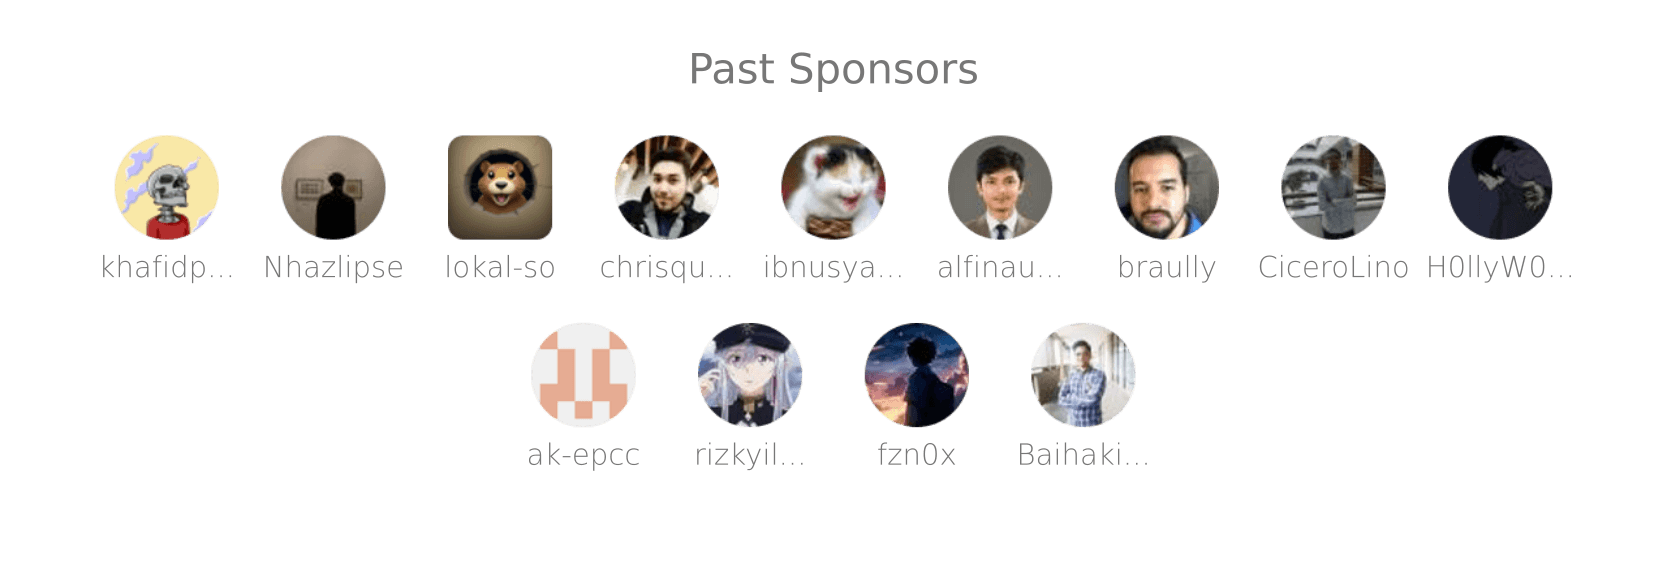 Past Sponsors
khafidp... Nhazlipse lokal-so chrisqu... ibnusya... alfinau... braully CiceroLino H0llyW0...
ak-epcc rizkyil... fzn0x Baihaki...